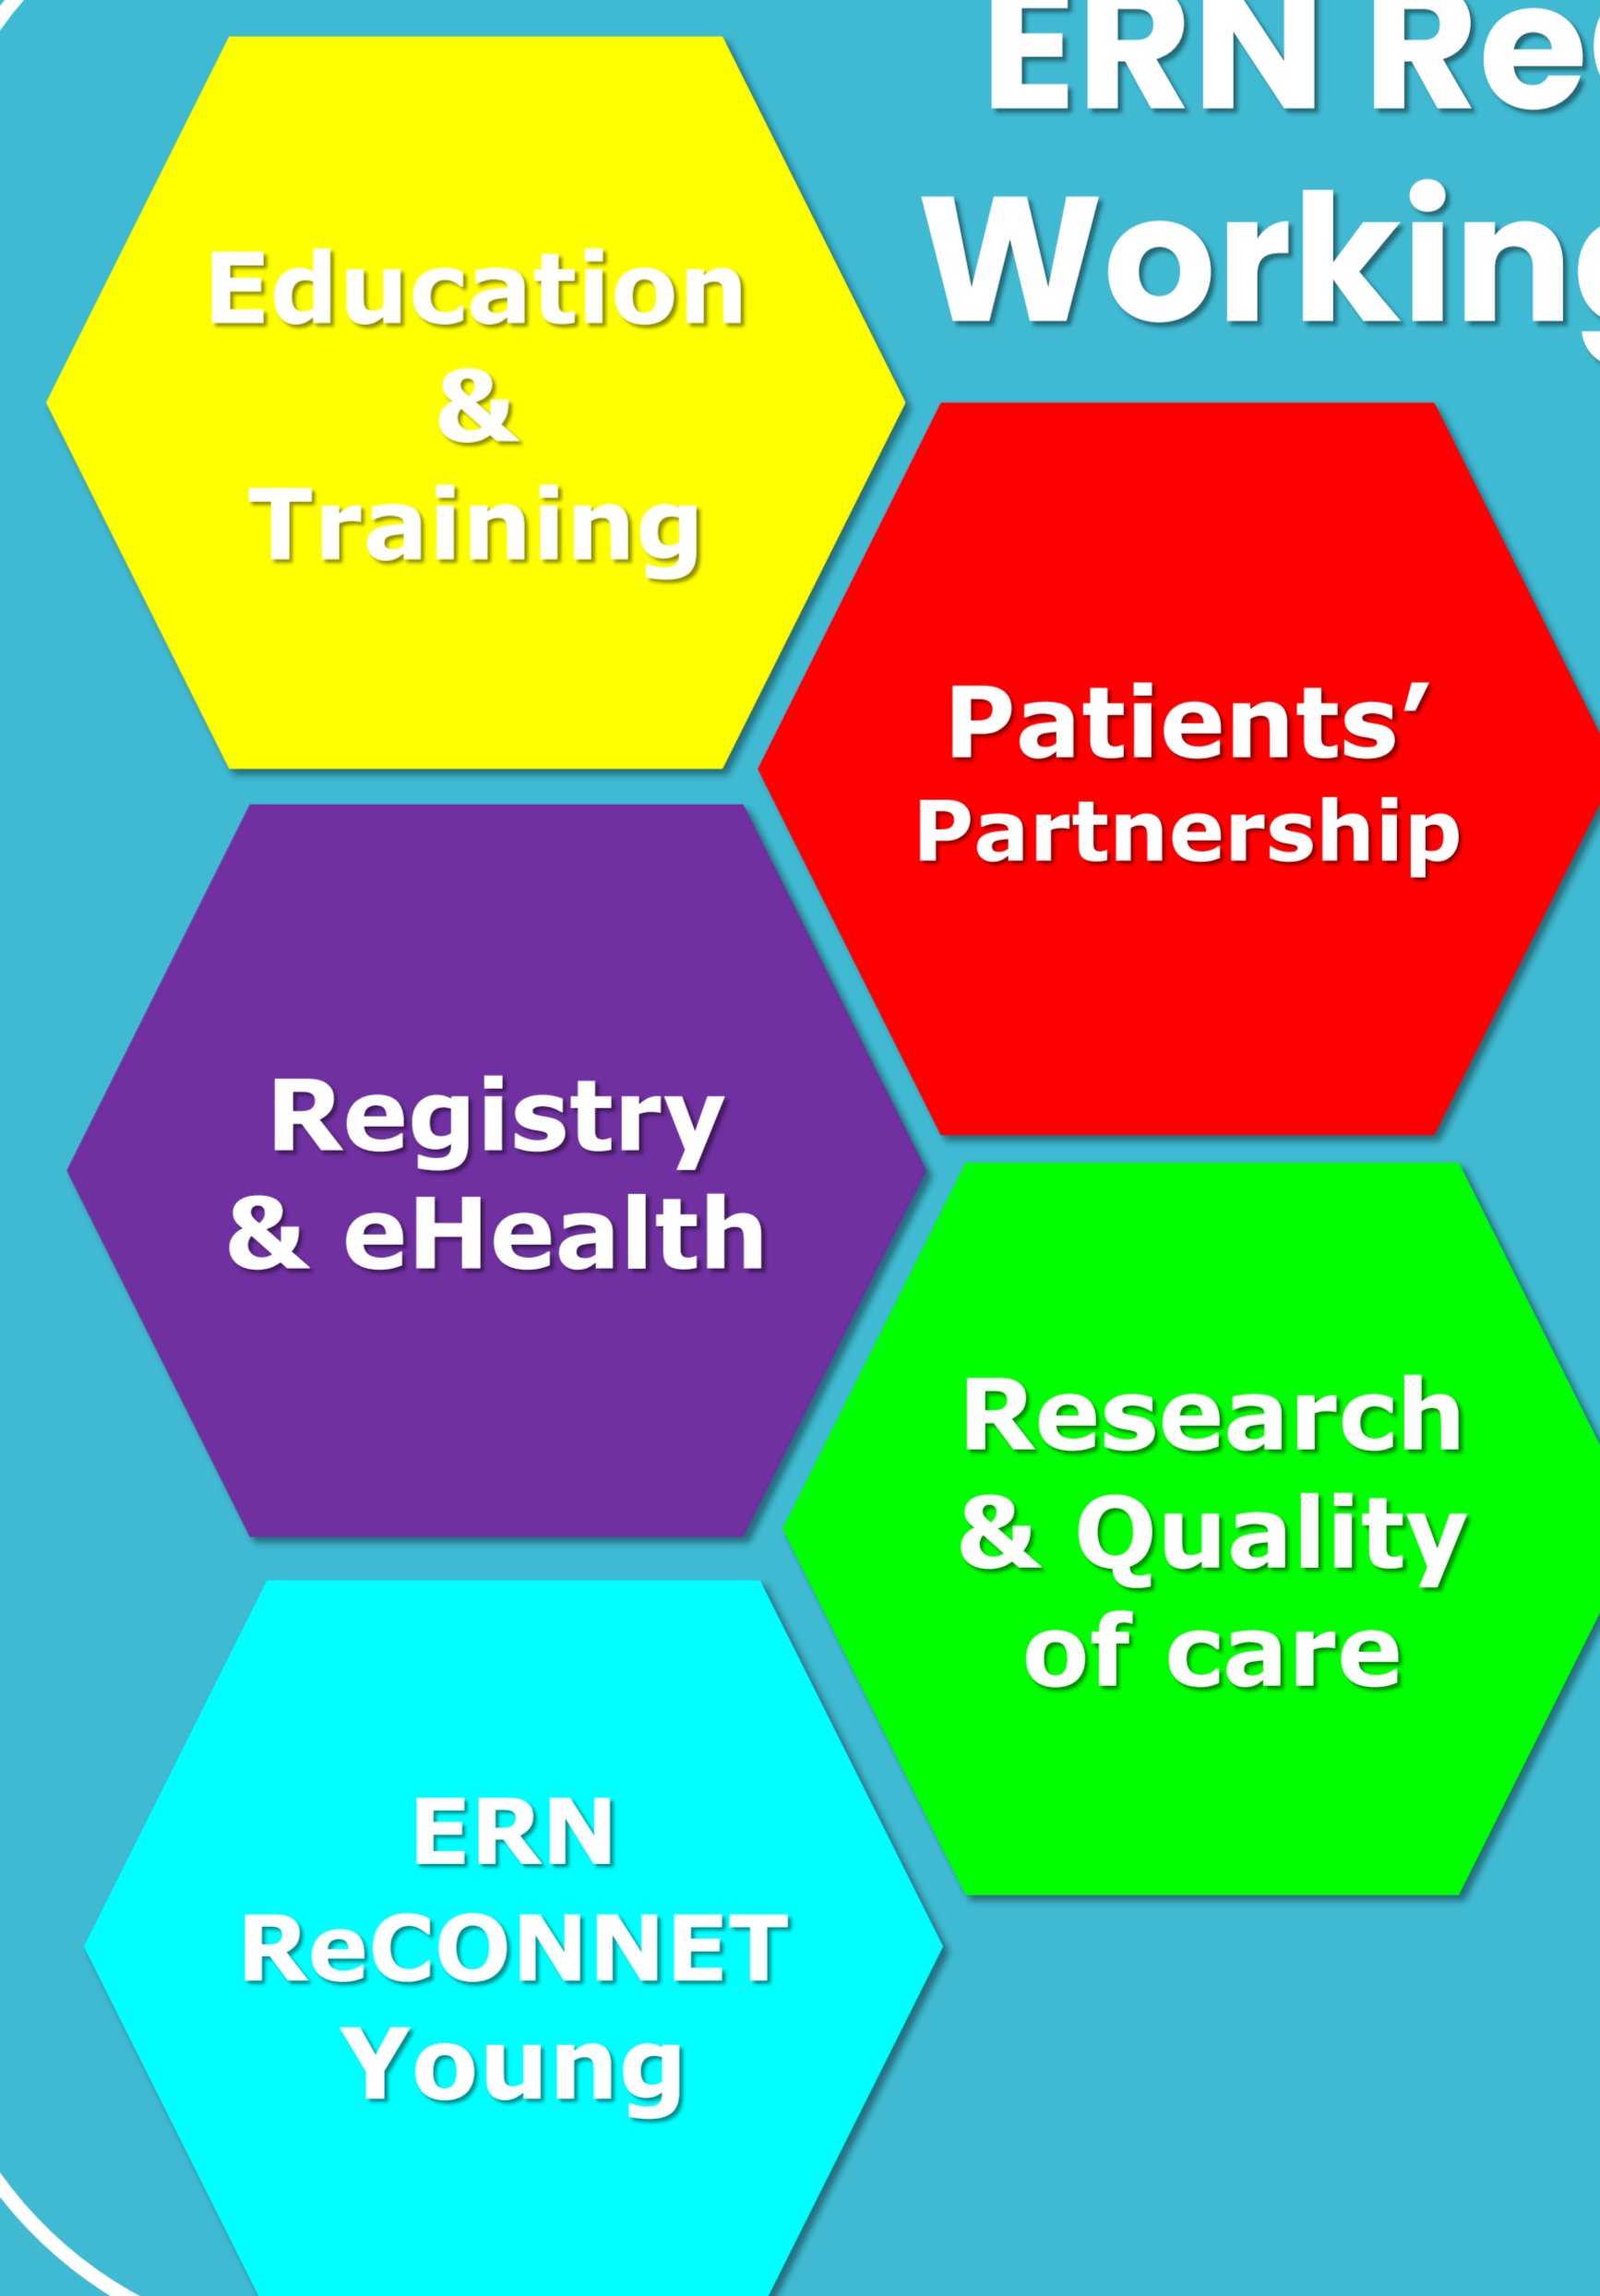 ERN Re
Working
Education
&
Training
Patients’
Partnership
Registry
& eHealth
Research
& Quality
of care
ERN
ReCONNET
Young